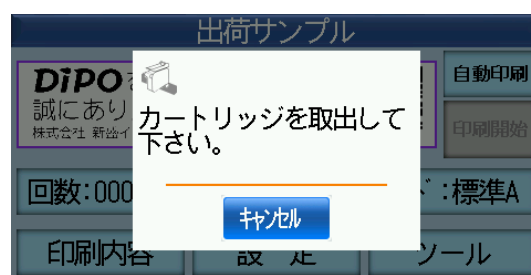 出荷サンプル
DiPO
自動印刷
誠にあり
株式会社 新盛イ
印刷開始
カートリッジを取出して
下さい。
回数:000
ド:標準A
キャンセル
印刷内容
設 定
ツール